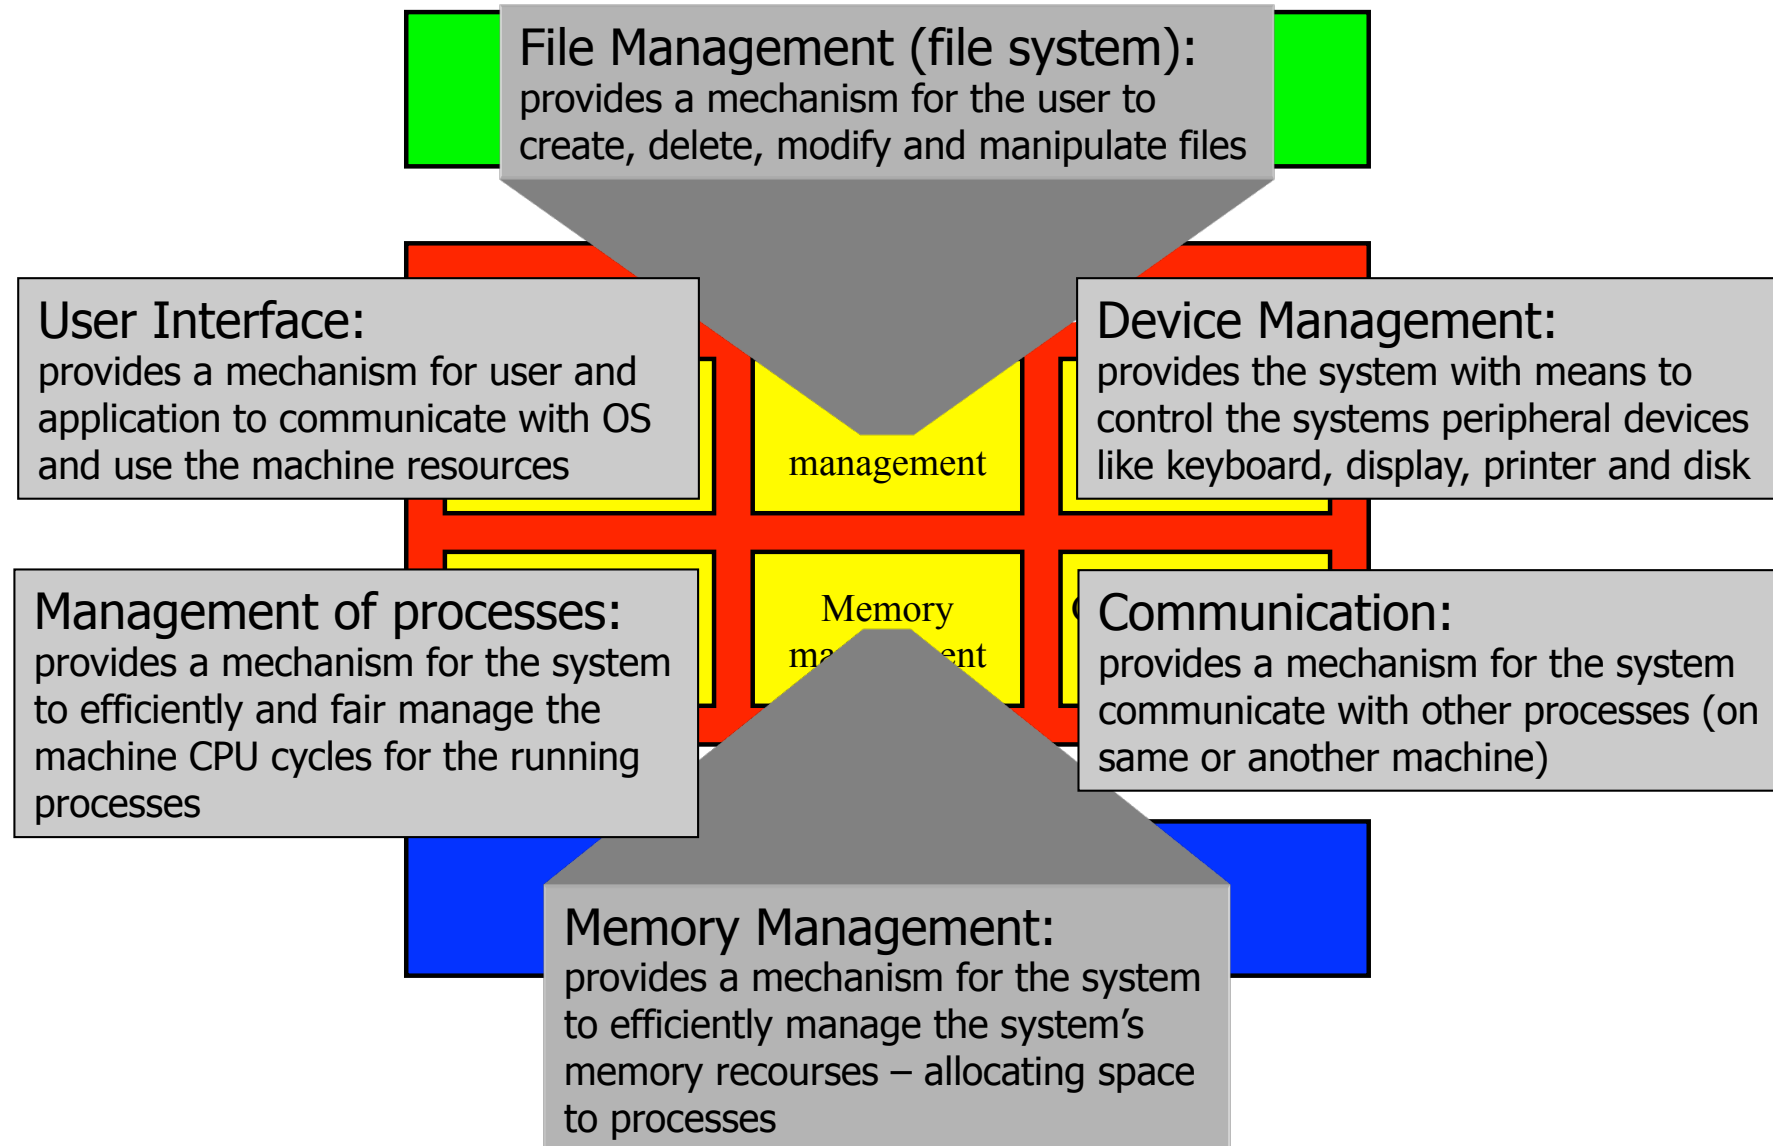 File Management (file system):
provides a mechanism for the user to
create, delete, modify and manipulate files
User Interface:
provides a mechanism for user and
application to communicate with OS
and use the machine resources
management
Device Management:
provides the system with means to
control the systems peripheral devices
like keyboard, display, printer and disk
Management of processes:
provides a mechanism for the system
to efficiently and fair manage the
machine CPU cycles for the running
processes
Memory
Communication:
provides a mechanism for the system
communicate with other processes (on
same or another machine)
Memory Management:
provides a mechanism for the system
to efficiently manage the system’s
memory recourses – allocating space
to processes